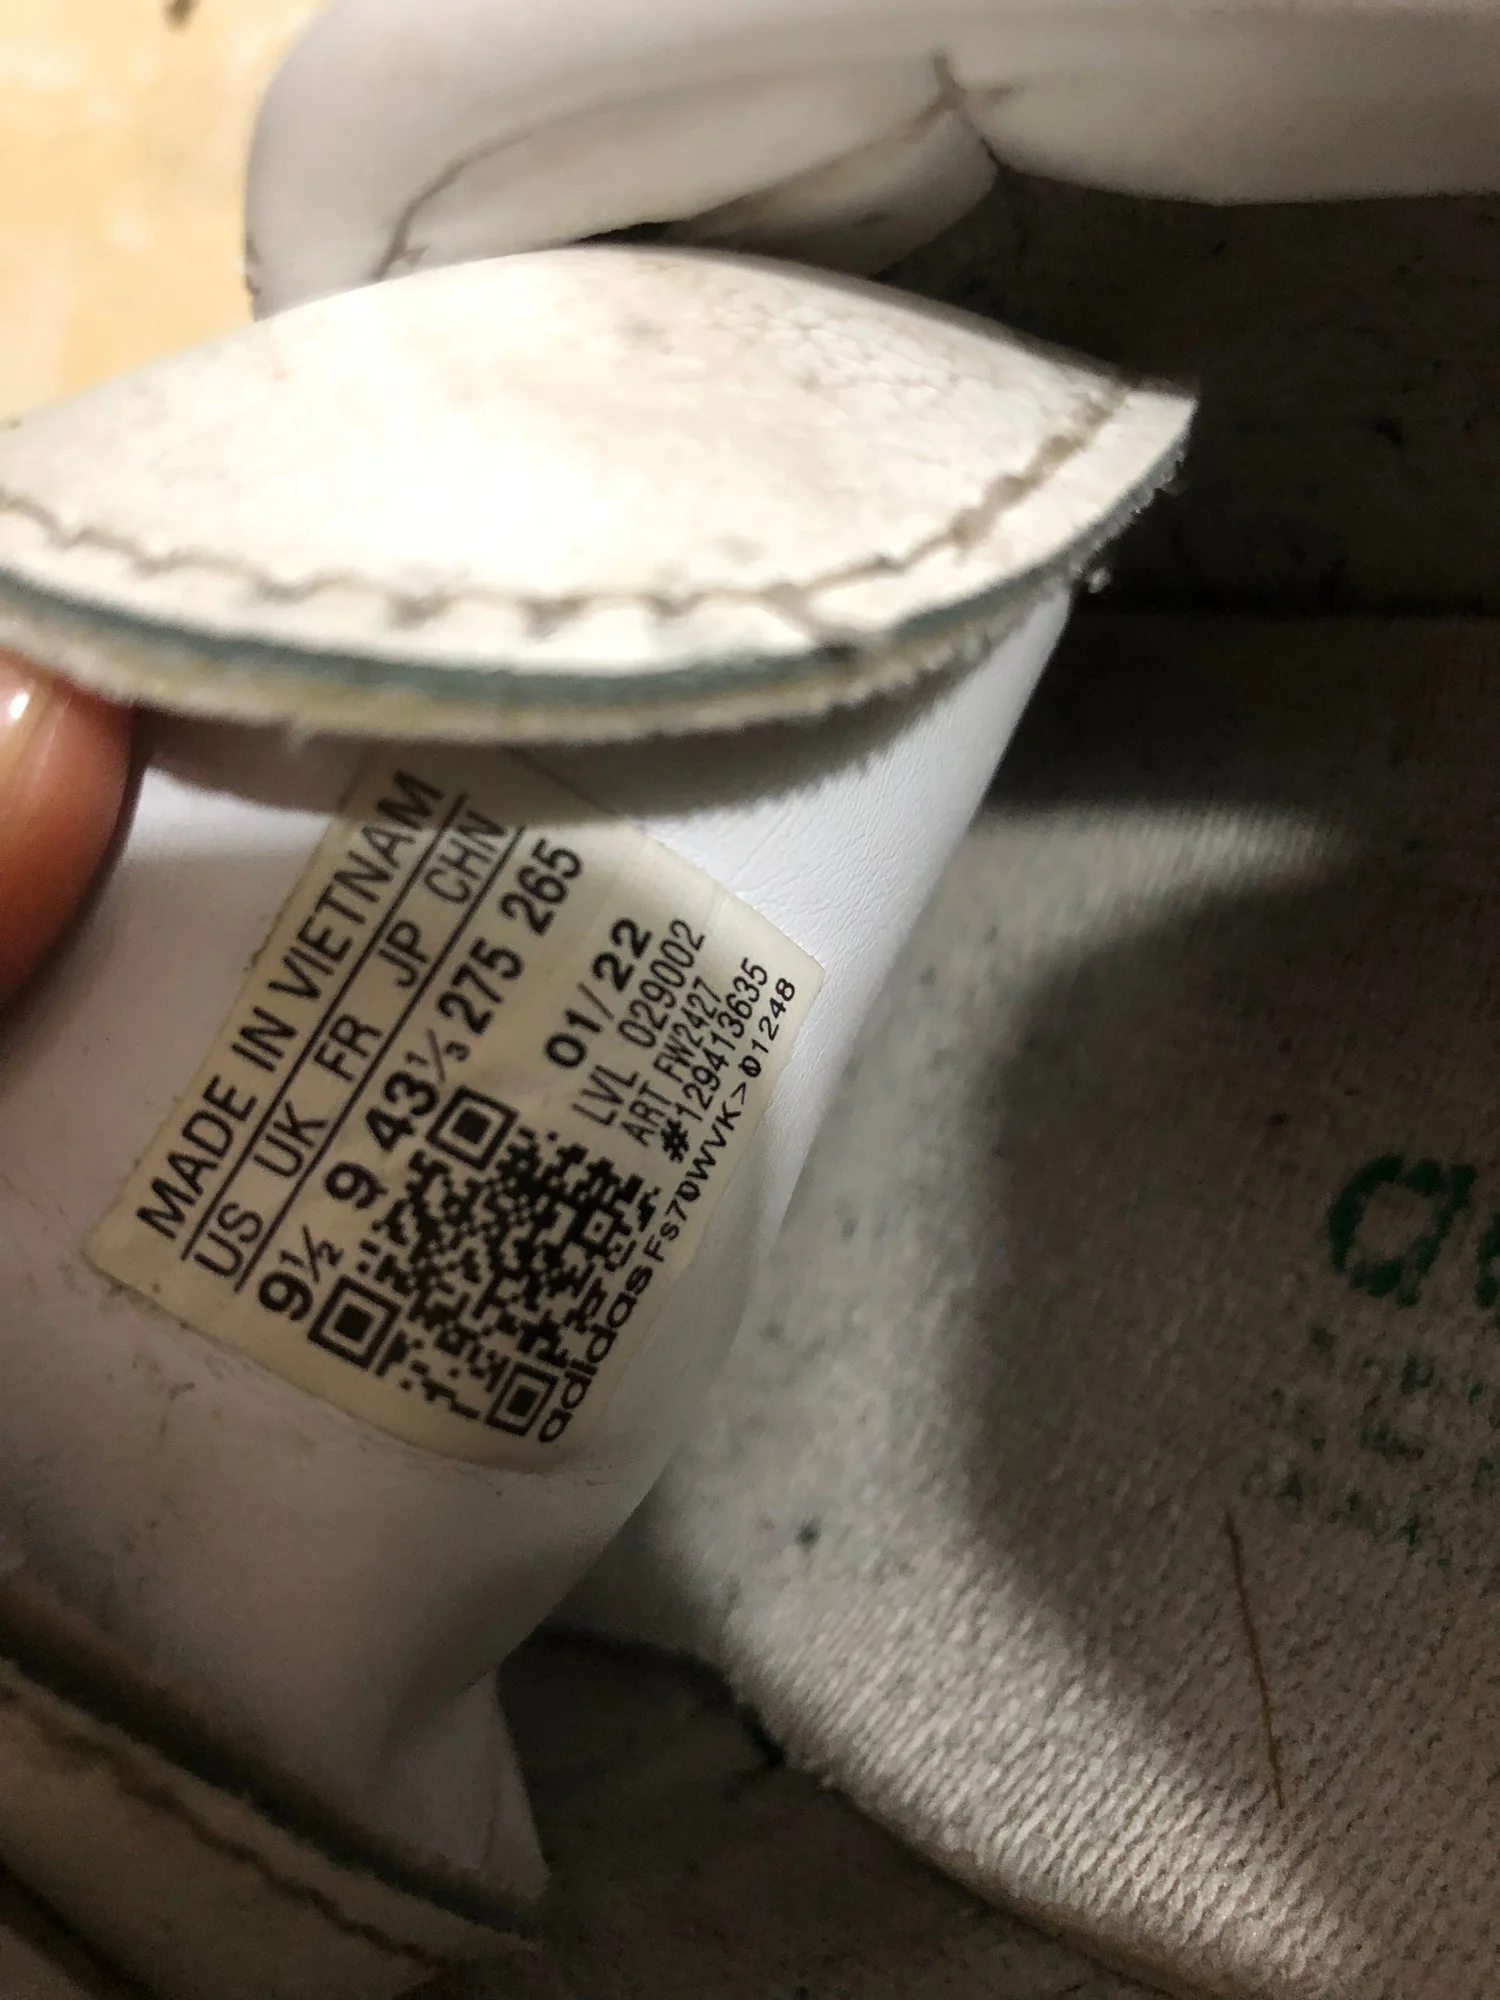 MADE IN VIETNAM
US UK FR JP CHN
9½ 9 43⅓ 275 265
01/22
LVL 029002
ART FW2427
#129413635
adidas Fs70WVVK>01248